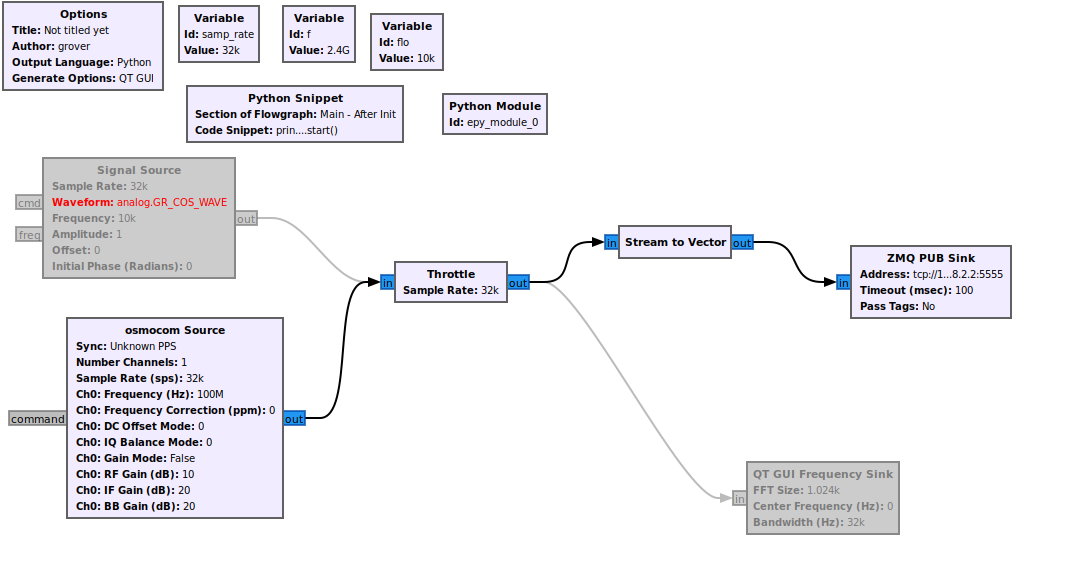 Options
Title: Not titled yet
Author: grover
Output Language: Python
Generate Options: QT GUI
Variable
Id: samp_rate
Value: 32k
Variable
Id: f
Value: 2.4G
Variable
Id: flo
Value: 10k
Python Snippet
Section of Flowgraph: Main - After Init
Code Snippet: prin....start()
Python Module
Id: epy_module_0
Signal Source
Sample Rate: 32k
Waveform: analog.GR_COS_WAVE
Frequency: 10k
Amplitude: 1
Offset: 0
Initial Phase (Radians): 0
cmd
freq
out
Throttle
Sample Rate: 32k
in
out
Stream to Vector
in
out
ZMQ PUB Sink
Address: tcp://1...8.2.2:5555
Timeout (msec): 100
Pass Tags: No
in
osmocom Source
Sync: Unknown PPS
Number Channels: 1
Sample Rate (sps): 32k
Ch0: Frequency (Hz): 100M
Ch0: Frequency Correction (ppm): 0
Ch0: DC Offset Mode: 0
Ch0: IQ Balance Mode: 0
Ch0: Gain Mode: False
Ch0: RF Gain (dB): 10
Ch0: IF Gain (dB): 20
Ch0: BB Gain (dB): 20
command
out
QT GUI Frequency Sink
FFT Size: 1.024k
Center Frequency (Hz): 0
Bandwidth (Hz): 32k
in